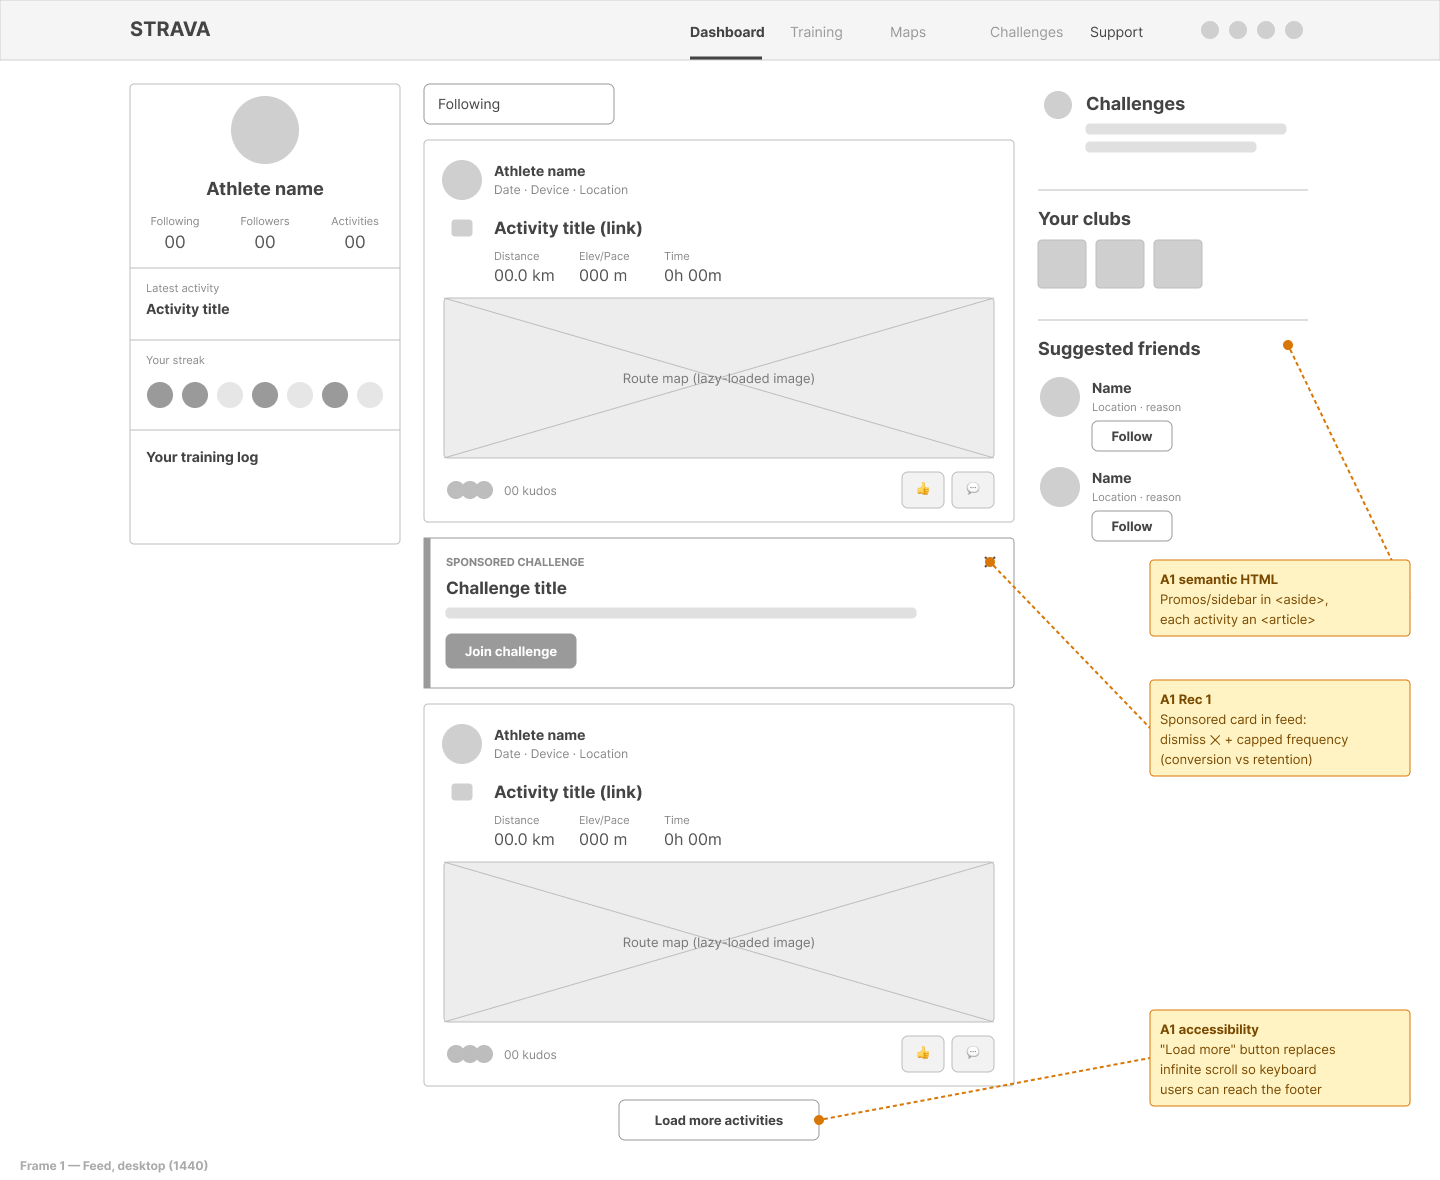 STRAVA
Dashboard
Training
Maps
Challenges
Support
Athlete name
Following
Followers
Activities
00
00
00
Latest activity
Activity title
Your streak
Your training log
Following
Athlete name
Date · Device · Location
Activity title (link)
Distance
Elev/Pace
Time
00.0 km
000 m
0h 00m
Route map (lazy-loaded image)
00 kudos
SPONSORED CHALLENGE
Challenge title
Join challenge
Athlete name
Date · Device · Location
Activity title (link)
Distance
Elev/Pace
Time
00.0 km
000 m
0h 00m
Route map (lazy-loaded image)
00 kudos
Load more activities
Challenges
Your clubs
Suggested friends
Name
Location · reason
Follow
Name
Location · reason
Follow
A1 semantic HTML
Promos/sidebar in <aside>,
each activity an <article>
A1 Rec 1
Sponsored card in feed:
dismiss ✕ + capped frequency
(conversion vs retention)
A1 accessibility
"Load more" button replaces
infinite scroll so keyboard
users can reach the footer
Frame 1 — Feed, desktop (1440)